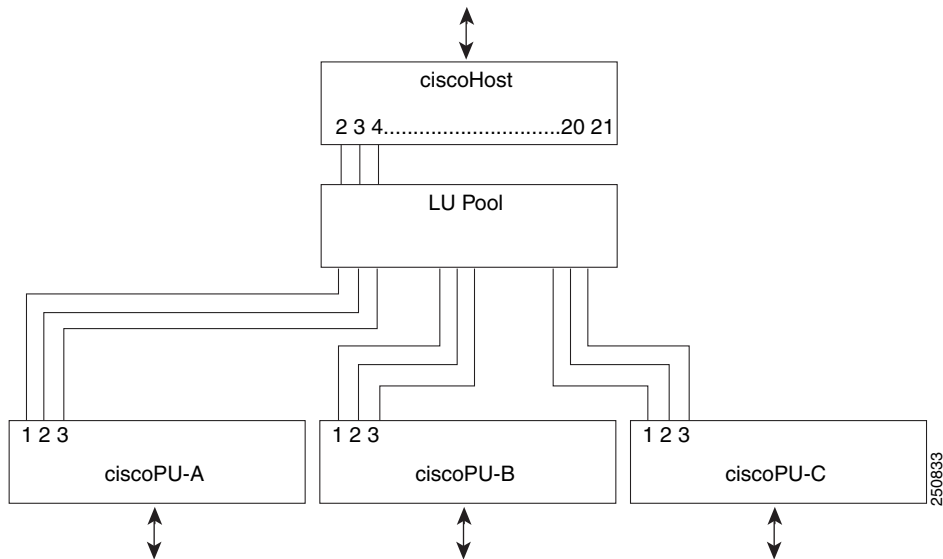 ciscoHost
2 3 4..............................20 21
LU Pool
1 2 3
ciscoPU-A
1 2 3
ciscoPU-B
1 2 3
ciscoPU-C
250833